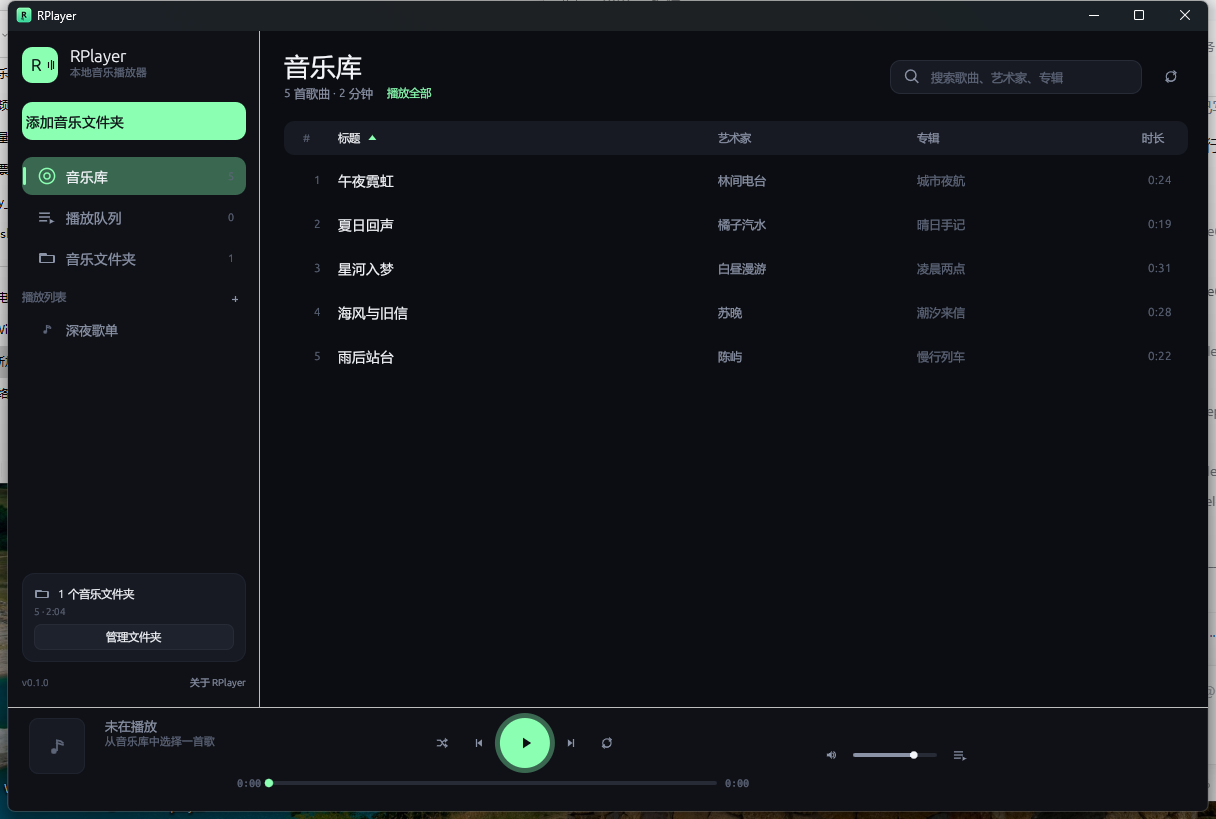 RPlayer
R
RPlayer
本地音乐播放器
添加音乐文件夹
音乐库 5
播放队列 0
音乐文件夹 1
播放列表 +
深夜歌单
1 个音乐文件夹
5 · 2:04
管理文件夹
v0.1.0 关于 RPlayer
音乐库
5 首歌曲 · 2 分钟 播放全部
搜索歌曲、艺术家、专辑
# 标题 艺术家 专辑 时长
1 午夜霓虹 林间电台 城市夜航 0:24
2 夏日回声 橘子汽水 晴日手记 0:19
3 星河入梦 白昼漫游 凌晨两点 0:31
4 海风与旧信 苏晚 潮汐来信 0:28
5 雨后站台 陈屿 慢行列车 0:22
未在播放
从音乐库中选择一首歌
0:00 0:00